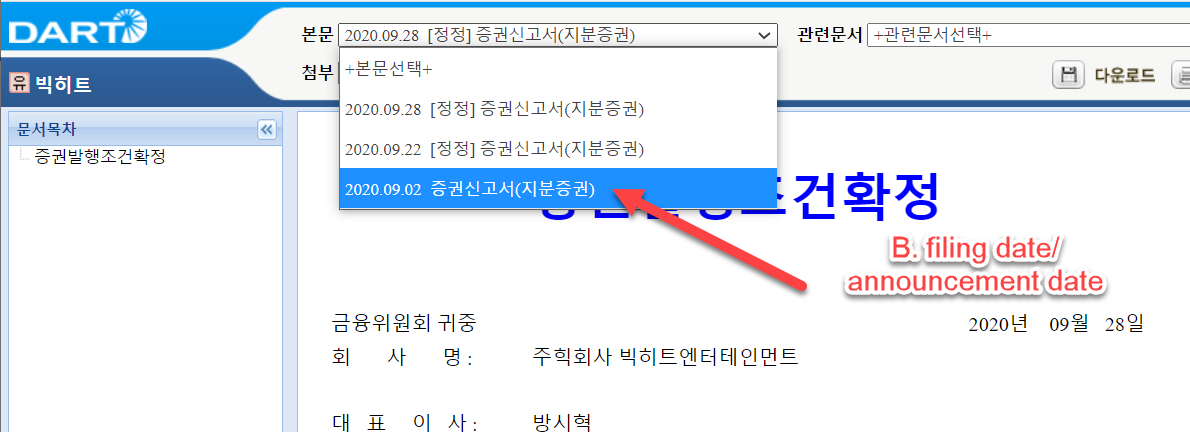 DART
본문 2020.09.28 [정정] 증권신고서(지분증권) 관련문서 +관련문서선택+
첨부
+본문선택+
2020.09.28 [정정] 증권신고서(지분증권)
2020.09.22 [정정] 증권신고서(지분증권)
2020.09.02 증권신고서(지분증권)
다운로드
유 빅히트
문서목차
증권발행조건확정
조건확정
B. filing date/
announcement date
금융위원회 귀중 2020년 09월 28일
회 사 명 : 주힉회사 빅히트엔터테인먼트
대 표 이 사 : 방시혁